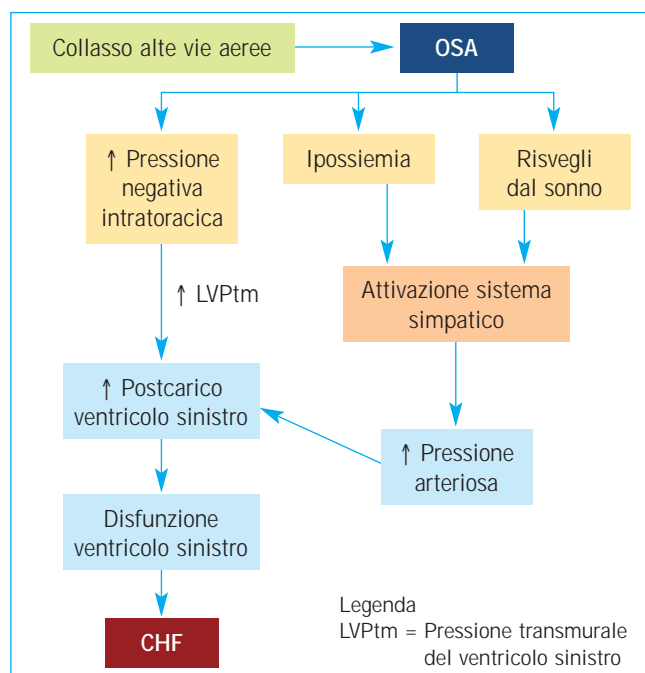 Collasso alte vie aeree
OSA
↑ Pressione
negativa
intratoracica
Ipossiemia
Risvegli
dal sonno
↑ LVPtm
Attivazione sistema
simpatico
↑ Postcarico
ventricolo sinistro
↑ Pressione
arteriosa
Disfunzione
ventricolo sinistro
CHF
Legenda
LVPtm = Pressione transmurale
del ventricolo sinistro